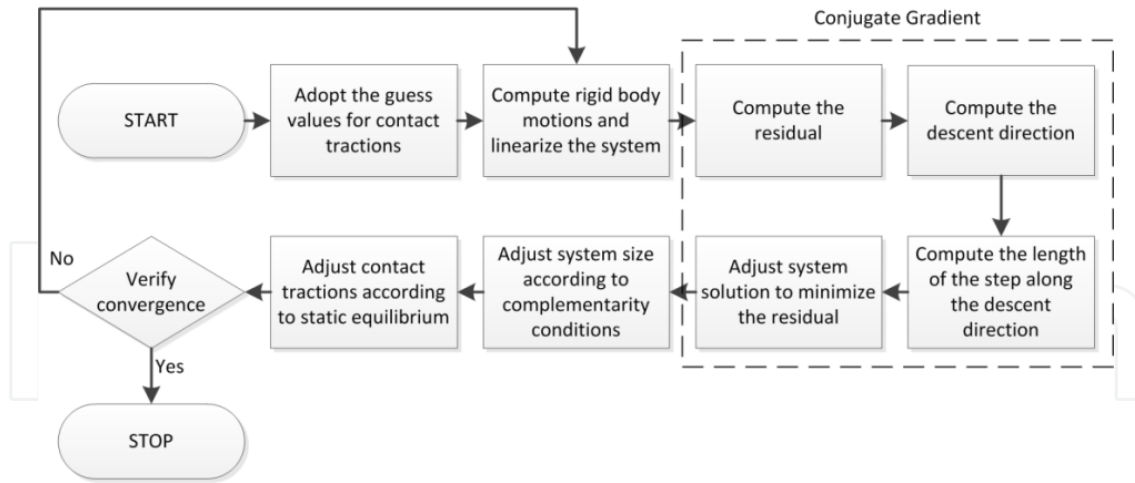 Conjugate Gradient
START
Adopt the guess
values for contact
tractions
Compute rigid body
motions and
linearize the system
Compute the
residual
Compute the
descent direction
Compute the length
of the step along
the descent
direction
Adjust system
solution to minimize
the residual
Adjust system size
according to
complementarity
conditions
Adjust contact
tractions according
to static equilibrium
Verify
convergence
No
Yes
STOP